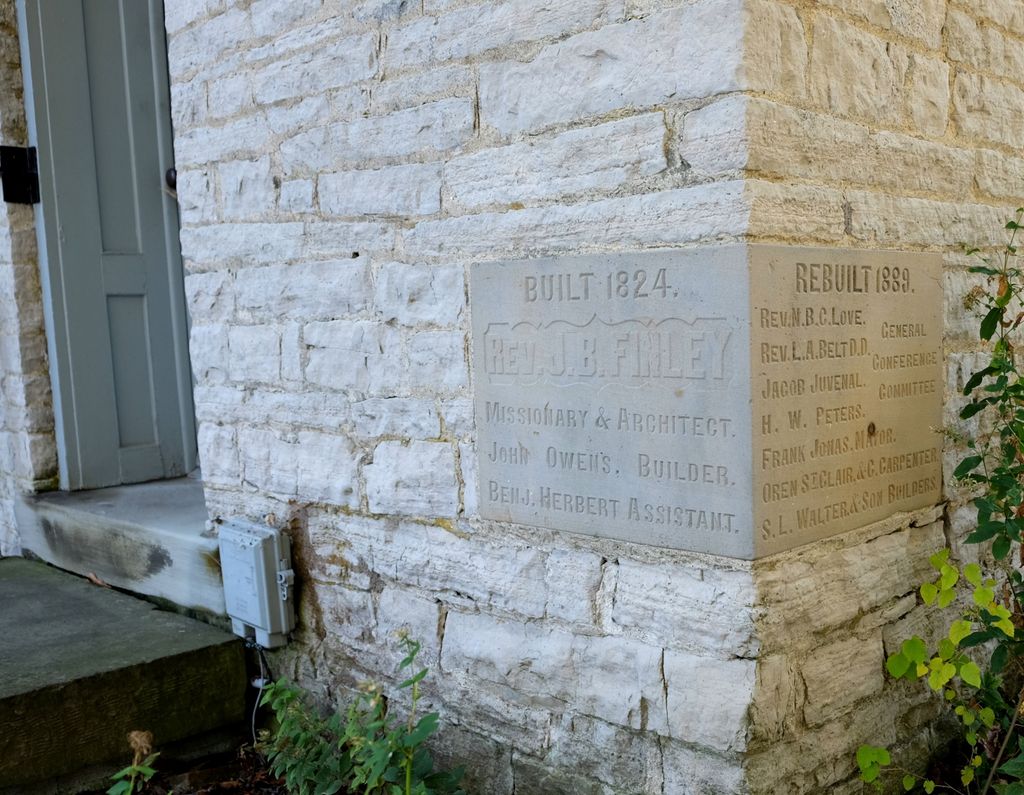 BUILT 1824.
REV. J. B. FINLEY
MISSIONARY & ARCHITECT.
JOHN OWENS, BUILDER.
BENJ. HERBERT ASSISTANT.
REBUILT 1889.
REV. N. B. C. LOVE.
REV. L. A. BELT D.D.
JACOB JUVENAL.
GENERAL
CONFERENCE
COMMITTEE
H. W. PETERS.
FRANK JONAS, MAYOR.
OREN ST CLAIR, & C. CARPENTER,
S. L. WALTER, & SON BUILDERS.